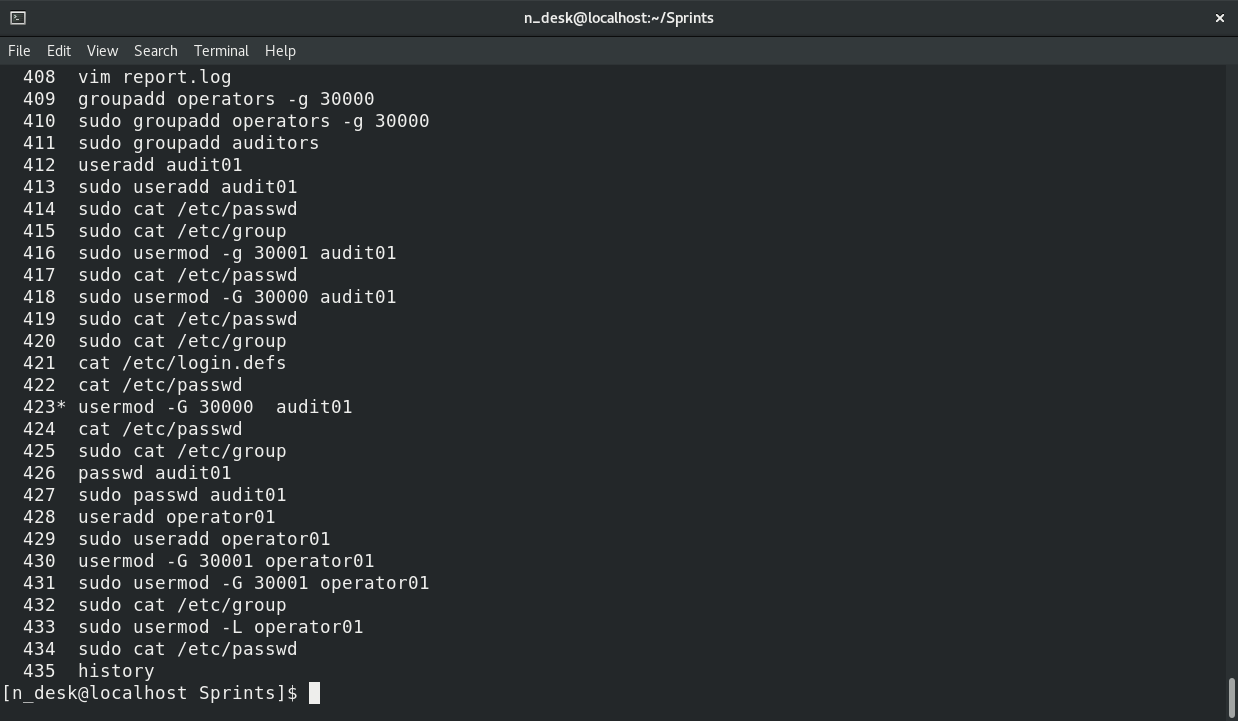 n_desk@localhost:~/Sprints
File Edit View Search Terminal Help
408 vim report.log
409 groupadd operators -g 30000
410 sudo groupadd operators -g 30000
411 sudo groupadd auditors
412 useradd audit01
413 sudo useradd audit01
414 sudo cat /etc/passwd
415 sudo cat /etc/group
416 sudo usermod -g 30001 audit01
417 sudo cat /etc/passwd
418 sudo usermod -G 30000 audit01
419 sudo cat /etc/passwd
420 sudo cat /etc/group
421 cat /etc/login.defs
422 cat /etc/passwd
423* usermod -G 30000  audit01
424 cat /etc/passwd
425 sudo cat /etc/group
426 passwd audit01
427 sudo passwd audit01
428 useradd operator01
429 sudo useradd operator01
430 usermod -G 30001 operator01
431 sudo usermod -G 30001 operator01
432 sudo cat /etc/group
433 sudo usermod -L operator01
434 sudo cat /etc/passwd
435 history
[n_desk@localhost Sprints]$